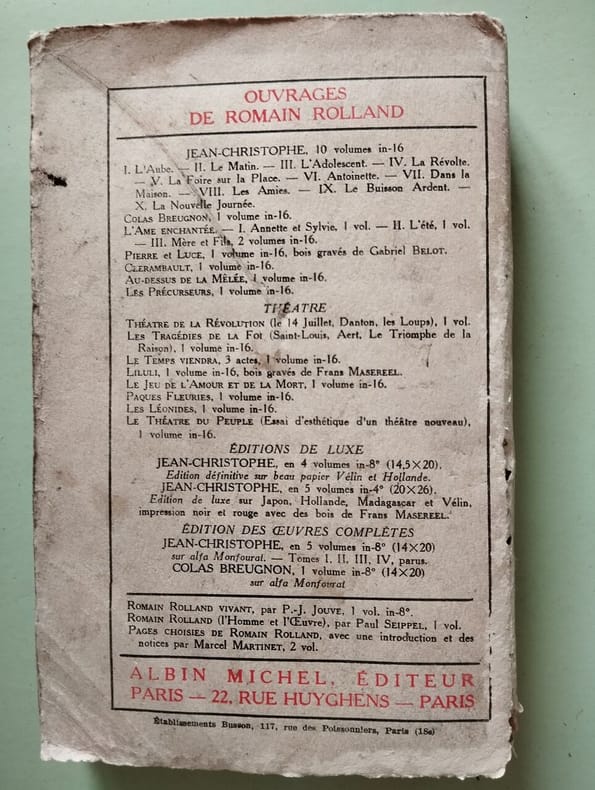 OUVRAGES
DE ROMAIN ROLLAND
JEAN-CHRISTOPHE, 10 volumes in-16
I. L'Aube. — II. Le Matin. — III. L'Adolescent. — IV. La Révolte.
— V. La Foire sur la Place. — VI. Antoinette. — VII. Dans la
Maison. — VIII. Les Amies. — IX. Le Buisson Ardent. —
X. La Nouvelle Journée.
COLAS BREUGNON, 1 volume in-16.
L'AME ENCHANTÉE. — I. Annette et Sylvie, 1 vol. — II. L'été, 1 vol.
— III. Mère et Fils, 2 volumes in-16.
PIERRE et LUCE, 1 volume in-16, bois gravés de Gabriel BELOT.
CLERAMBAULT, 1 volume in-16.
AU-DESSUS DE LA MÊLÉE, 1 volume in-16.
LES PRÉCURSEURS, 1 volume in-16.
THÉATRE
THÉATRE DE LA RÉVOLUTION (le 14 Juillet, Danton, les Loups), 1 vol.
LES TRAGÉDIES DE LA FOI (Saint-Louis, Aert, Le Triomphe de la
Raison), 1 volume in-16.
LE TEMPS VIENDRA, 3 actes, 1 volume in-16.
LILULI, 1 volume in-16, bois gravés de Frans MASEREEL.
LE JEU DE L'AMOUR ET DE LA MORT, 1 volume in-16.
PAQUES FLEURIES, 1 volume in-16.
LES LÉONIDES, 1 volume in-16.
LE THÉATRE DU PEUPLE (Essai d'esthétique d'un théâtre nouveau),
1 volume in-16.
ÉDITIONS DE LUXE
JEAN-CHRISTOPHE, en 4 volumes in-8° (14,5×20).
Edition définitive sur beau papier Vélin et Hollande.
JEAN-CHRISTOPHE, en 5 volumes in-4° (20×26).
Edition de luxe sur Japon, Hollande, Madagascar et Vélin,
impression noir et rouge avec des bois de Frans MASEREEL.
ÉDITION DES ŒUVRES COMPLÈTES
JEAN-CHRISTOPHE, en 5 volumes in-8° (14×20)
sur alfa Monfourat. — Tomes I, II, III, IV, parus.
COLAS BREUGNON, 1 volume in-8° (14×20)
sur alfa Monfourat
ROMAIN ROLLAND VIVANT, par P.-J. JOUVE, 1 vol. in-8°.
ROMAIN ROLLAND (l'Homme et l'Œuvre), par Paul SEIPPEL, 1 vol.
PAGES CHOISIES DE ROMAIN ROLLAND, avec une introduction et des
notices par Marcel MARTINET, 2 vol.
ALBIN MICHEL, ÉDITEUR
PARIS — 22, RUE HUYGHENS — PARIS
Établissements Busson, 117, rue des Poissonniers, Paris (18e)